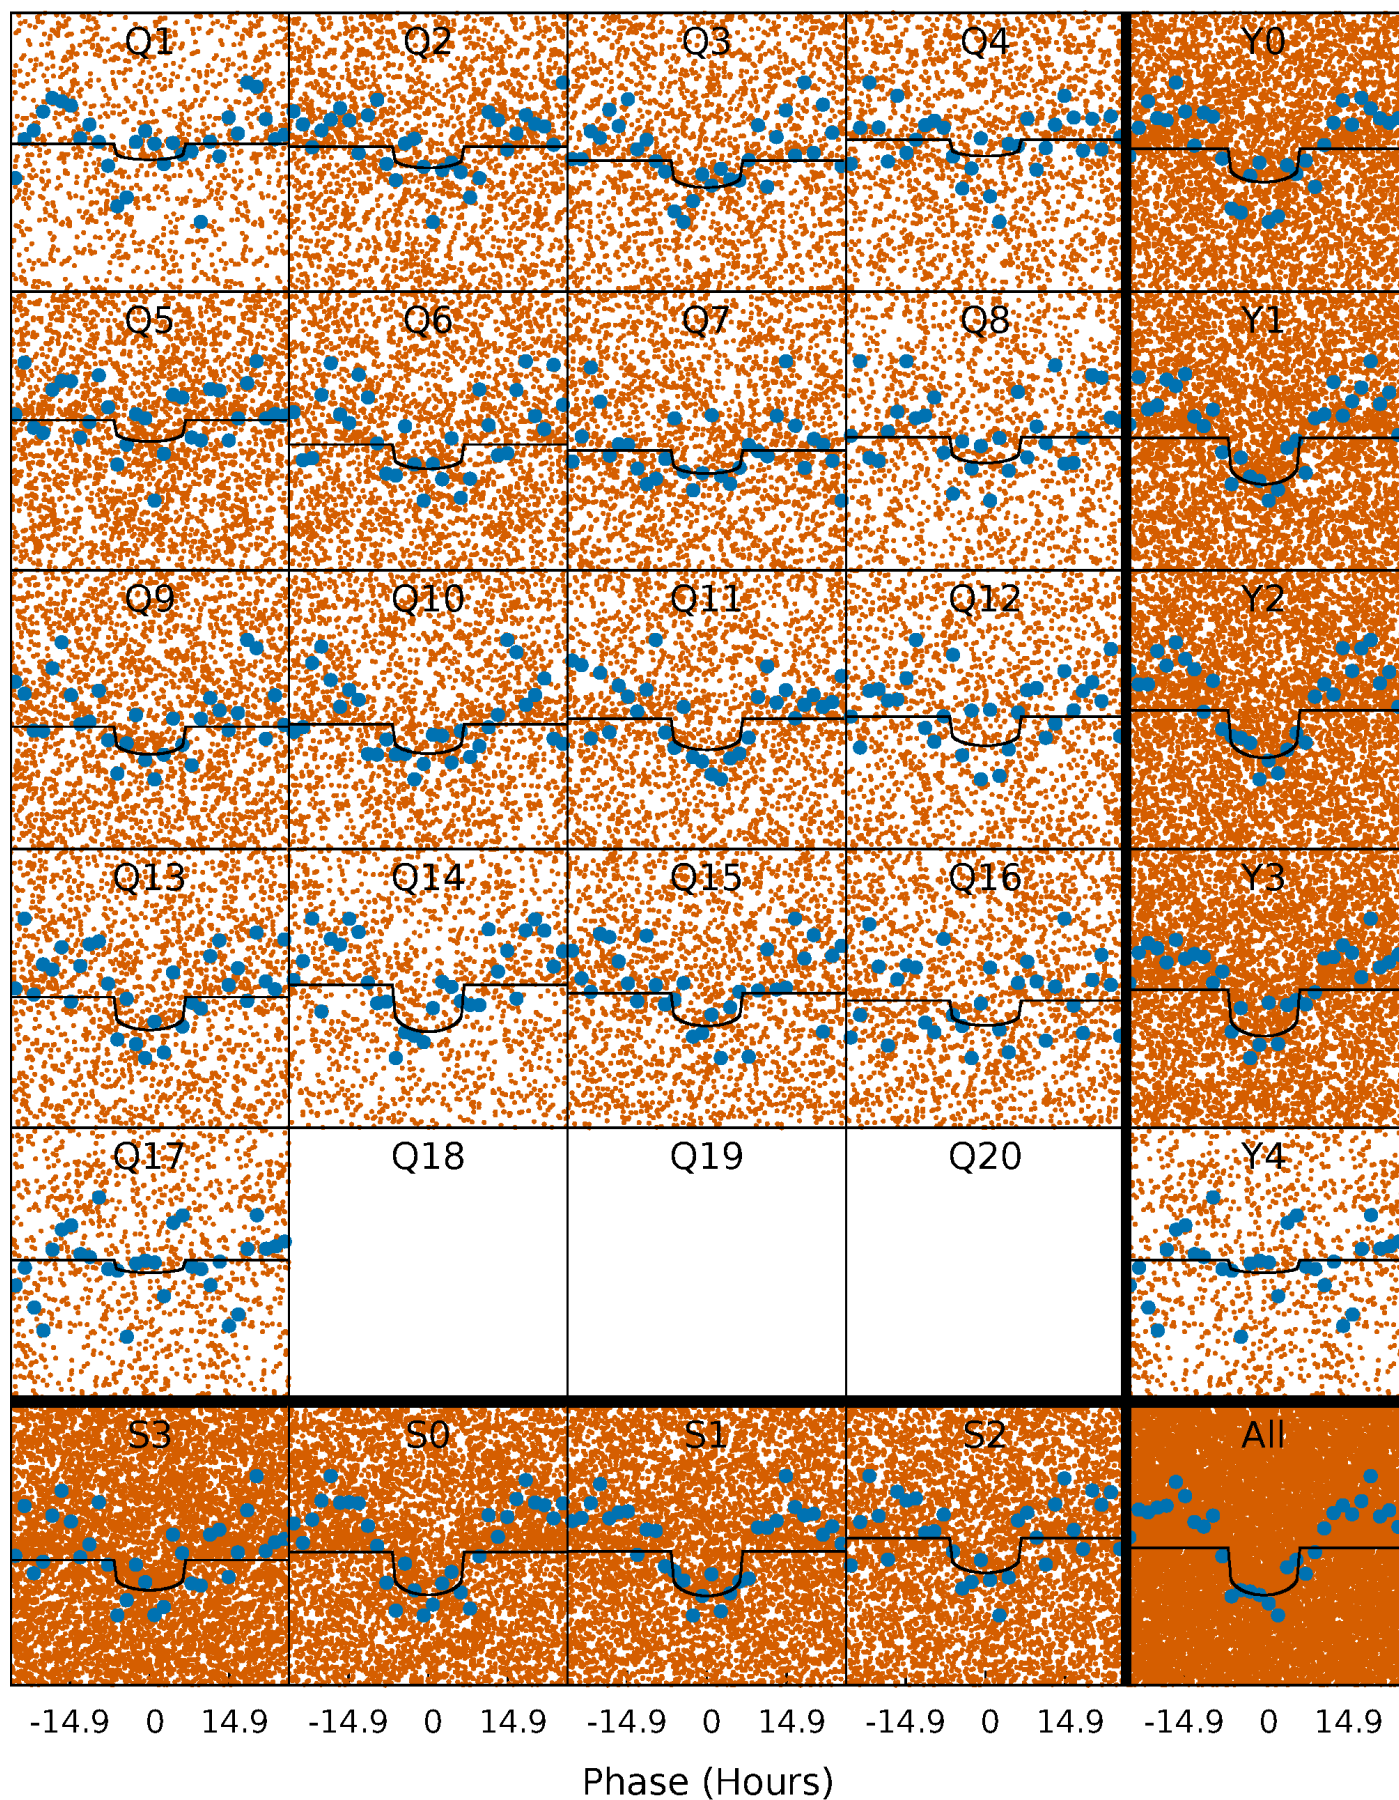 Q1 Q2 Q3 Q4 Y0
Q5 Q6 Q7 Q8 Y1
Q9 Q10 Q11 Q12 Y2
Q13 Q14 Q15 Q16 Y3
Q17 Q18 Q19 Q20 Y4
S3 S0 S1 S2 All
-14.9 0 14.9 -14.9 0 14.9 -14.9 0 14.9 -14.9 0 14.9 -14.9 0 14.9
Phase (Hours)